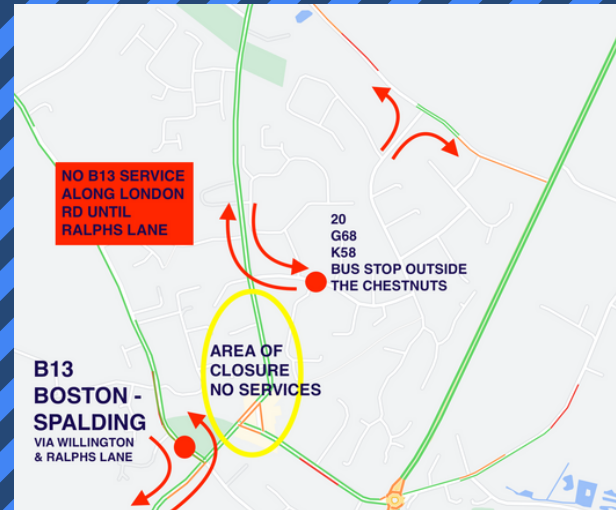 NO B13 SERVICE
ALONG LONDON
RD UNTIL
RALPHS LANE
20
G68
K58
BUS STOP OUTSIDE
THE CHESTNUTS
AREA OF
CLOSURE
NO SERVICES
B13
BOSTON -
SPALDING
VIA WILLINGTON
& RALPHS LANE